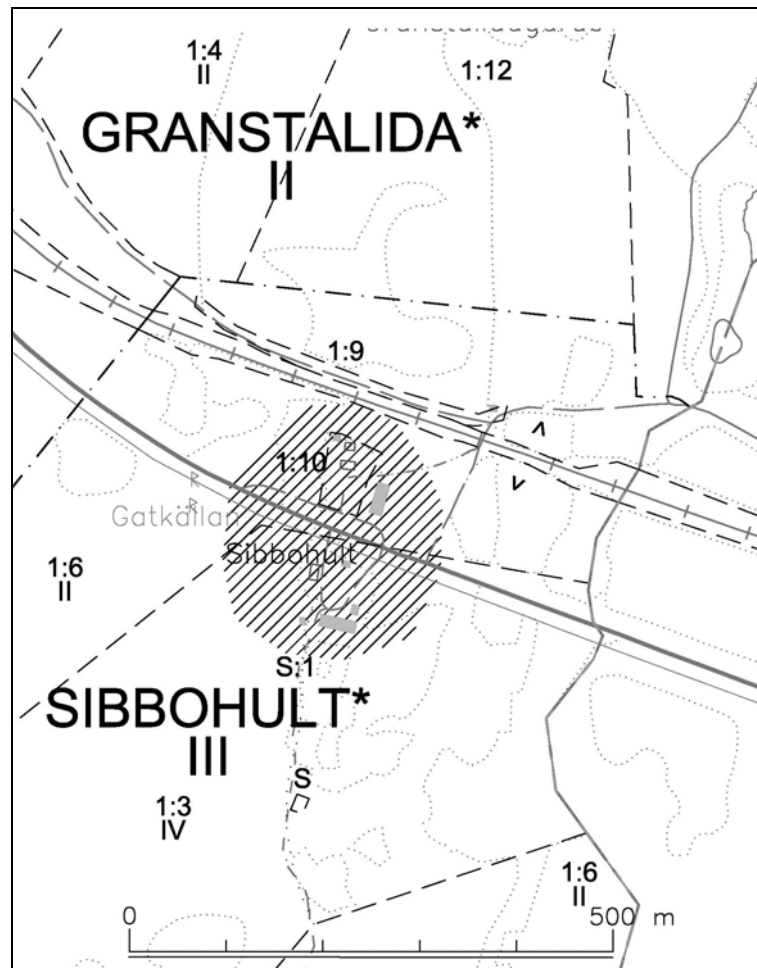 1:4
II
1:12
GRANSTALIDA*
II
1:9
1:10
R
R
Gatkällan
Sibbohult
1:6
II
S:1
SIBBOHULT*
III
S
1:3
IV
1:6
II
0
500 m